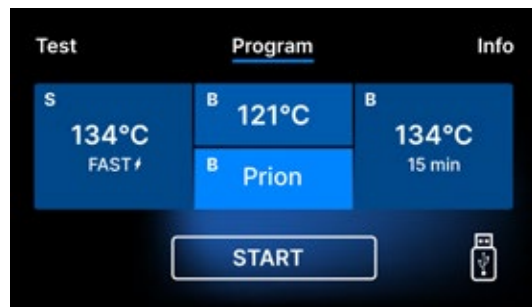 Test Program Info
S 134°C FAST
B 121°C
B Prion
B 134°C 15 min
START